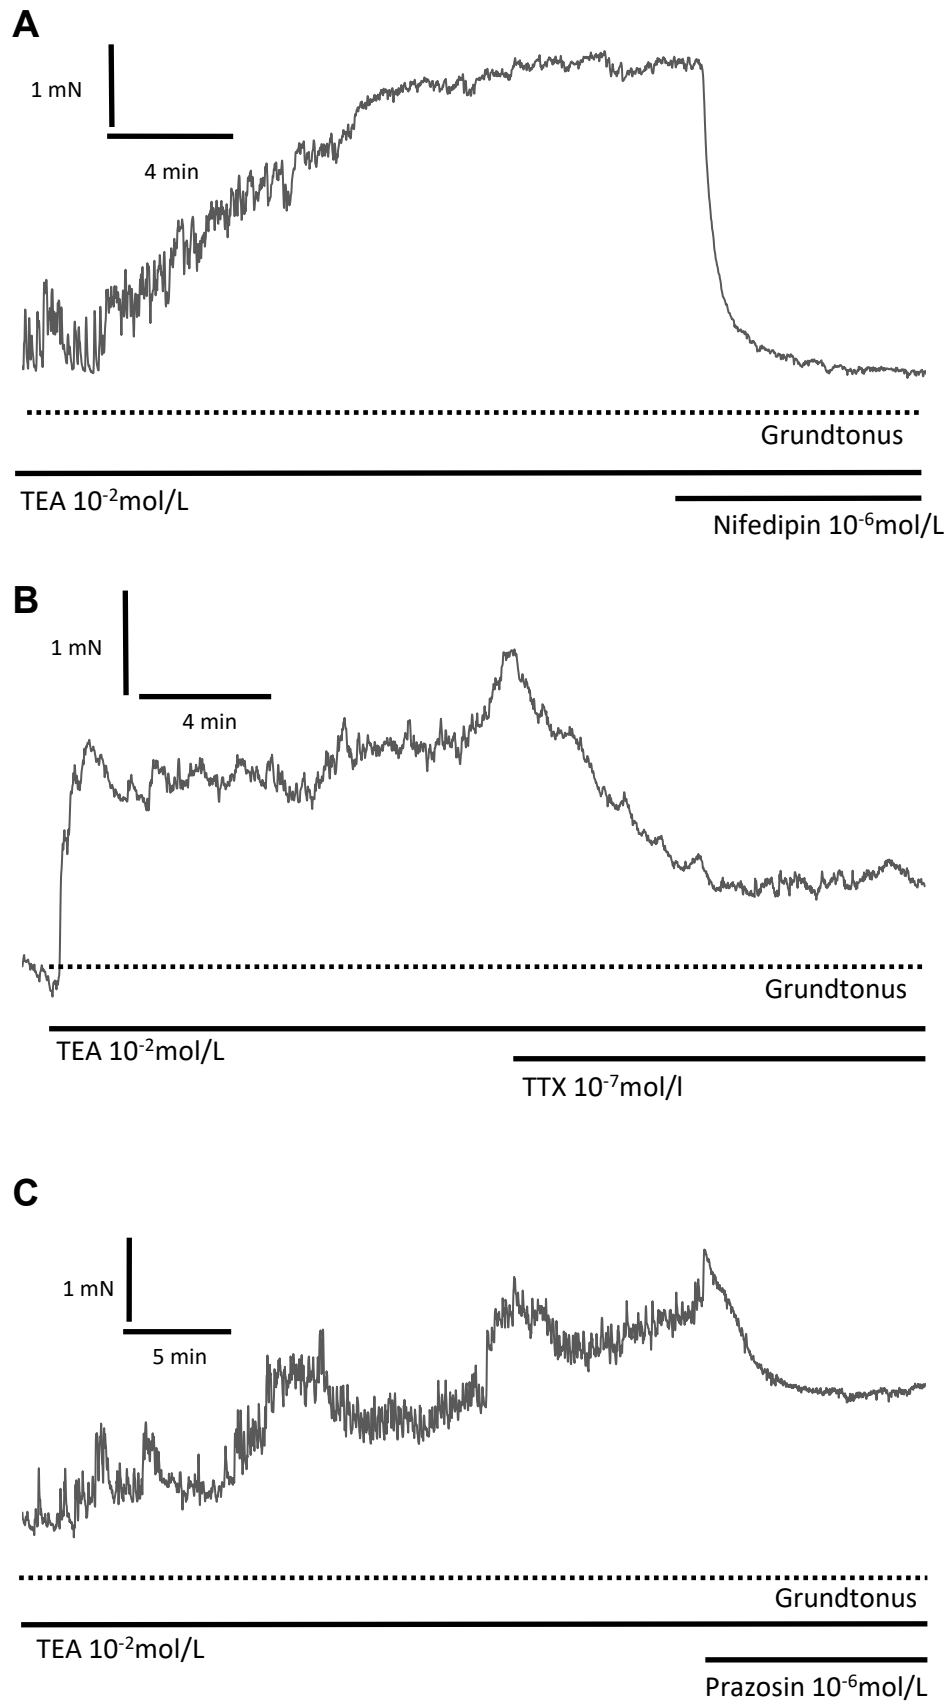 A
1 mN
4 min
Grundtonus
TEA 10⁻²mol/L
Nifedipin 10⁻⁶mol/L
B
1 mN
4 min
Grundtonus
TEA 10⁻²mol/L
TTX 10⁻⁷mol/l
C
1 mN
5 min
Grundtonus
TEA 10⁻²mol/L
Prazosin 10⁻⁶mol/L